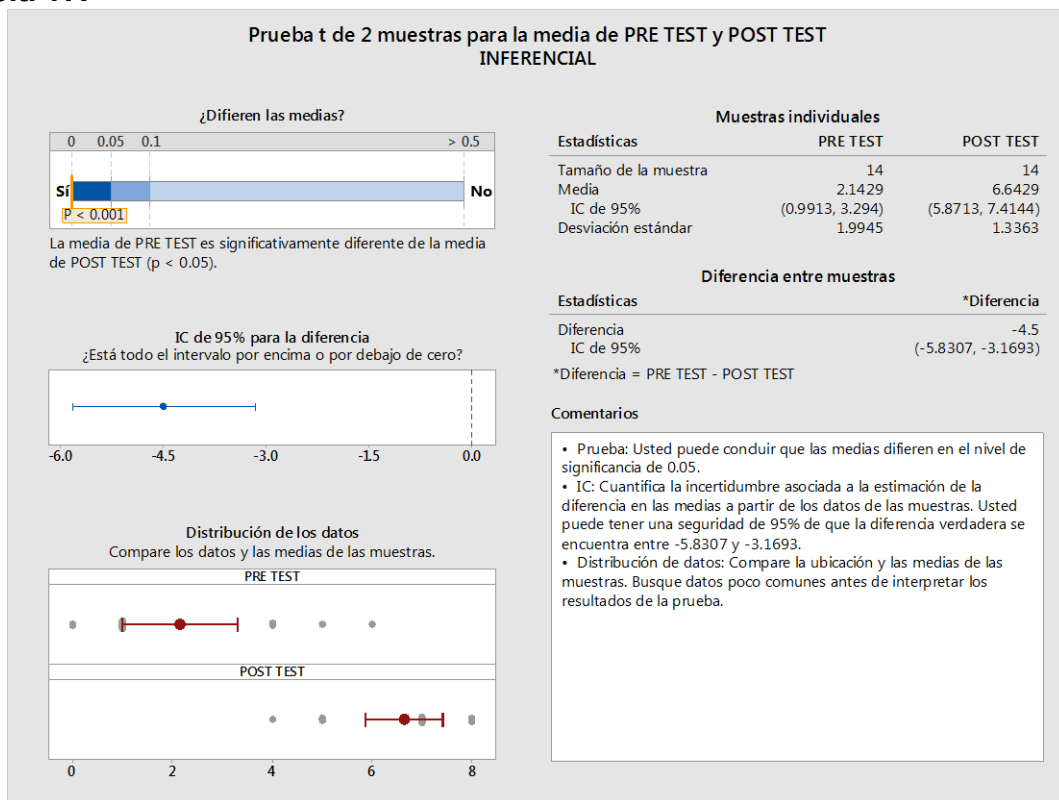 Prueba t de 2 muestras para la media de PRE TEST y POST TEST
INFERENCIAL
¿Difieren las medias?
0 0.05 0.1 > 0.5
Sí No
P < 0.001
La media de PRE TEST es significativamente diferente de la media
de POST TEST (p < 0.05).
IC de 95% para la diferencia
¿Está todo el intervalo por encima o por debajo de cero?
-6.0 -4.5 -3.0 -1.5 0.0
Distribución de los datos
Compare los datos y las medias de las muestras.
PRE TEST
POST TEST
0 2 4 6 8
Muestras individuales
Estadísticas PRE TEST POST TEST
Tamaño de la muestra 14 14
Media 2.1429 6.6429
IC de 95% (0.9913, 3.294) (5.8713, 7.4144)
Desviación estándar 1.9945 1.3363
Diferencia entre muestras
Estadísticas *Diferencia
Diferencia -4.5
IC de 95% (-5.8307, -3.1693)
*Diferencia = PRE TEST - POST TEST
Comentarios
• Prueba: Usted puede concluir que las medias difieren en el nivel de
significancia de 0.05.
• IC: Cuantifica la incertidumbre asociada a la estimación de la
diferencia en las medias a partir de los datos de las muestras. Usted
puede tener una seguridad de 95% de que la diferencia verdadera se
encuentra entre -5.8307 y -3.1693.
• Distribución de datos: Compare la ubicación y las medias de las
muestras. Busque datos poco comunes antes de interpretar los
resultados de la prueba.